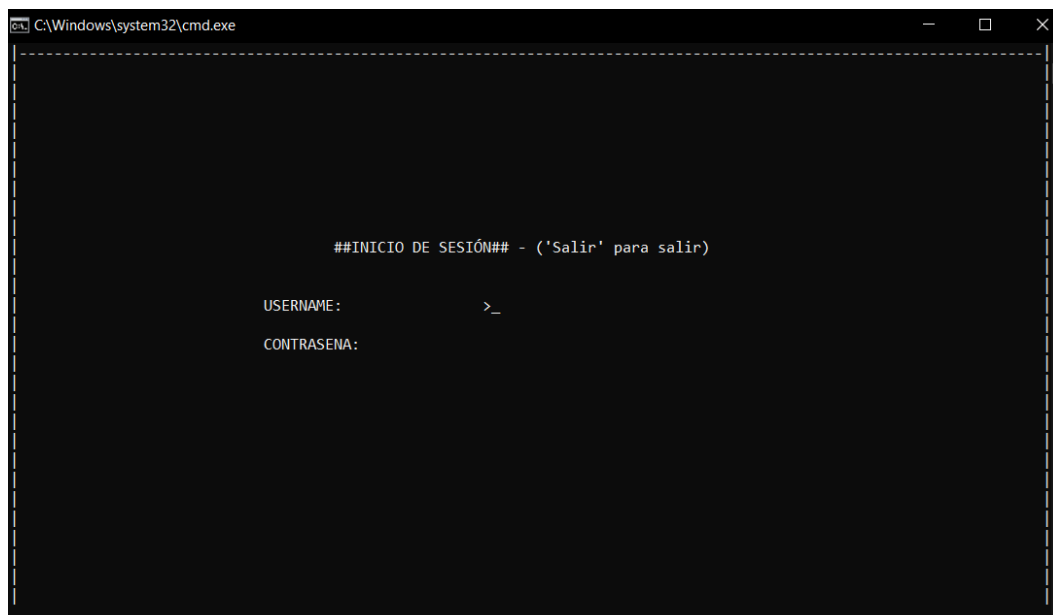 C:\Windows\system32\cmd.exe
##INICIO DE SESIÓN## - ('Salir' para salir)
USERNAME: >_
CONTRASENA: